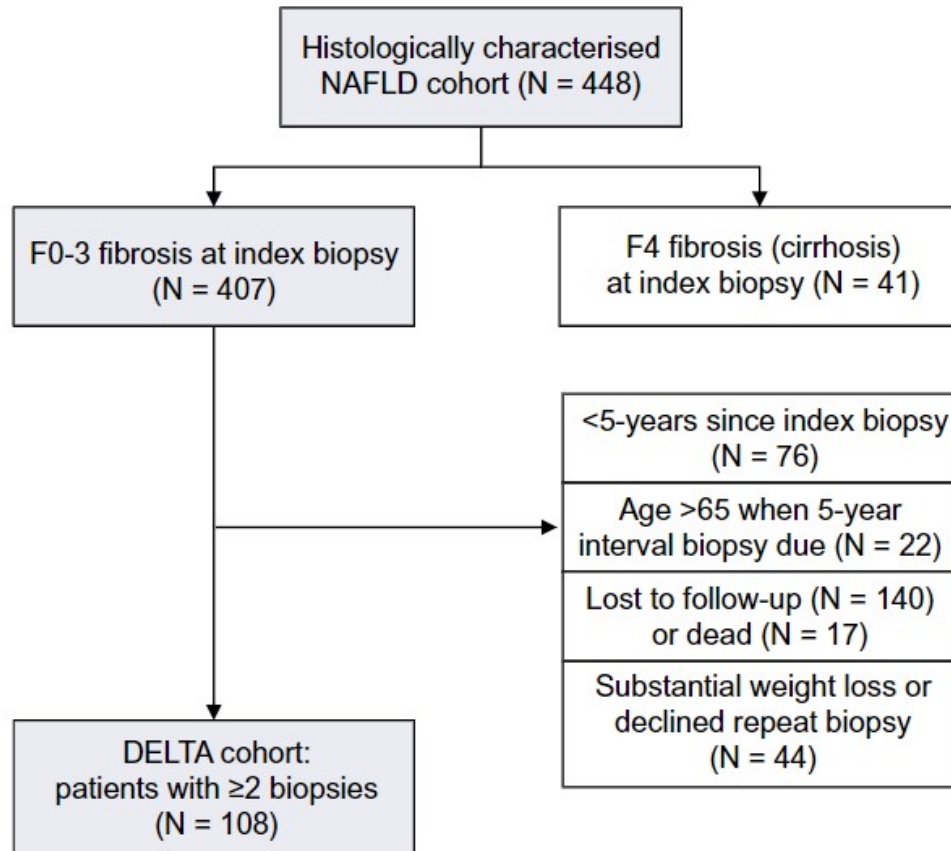 Histologically characterised
NAFLD cohort (N = 448)
F0-3 fibrosis at index biopsy
(N = 407)
F4 fibrosis (cirrhosis)
at index biopsy (N = 41)
<5-years since index biopsy
(N = 76)
Age >65 when 5-year
interval biopsy due (N = 22)
Lost to follow-up (N = 140)
or dead (N = 17)
Substantial weight loss or
declined repeat biopsy
(N = 44)
DELTA cohort:
patients with ≥2 biopsies
(N = 108)